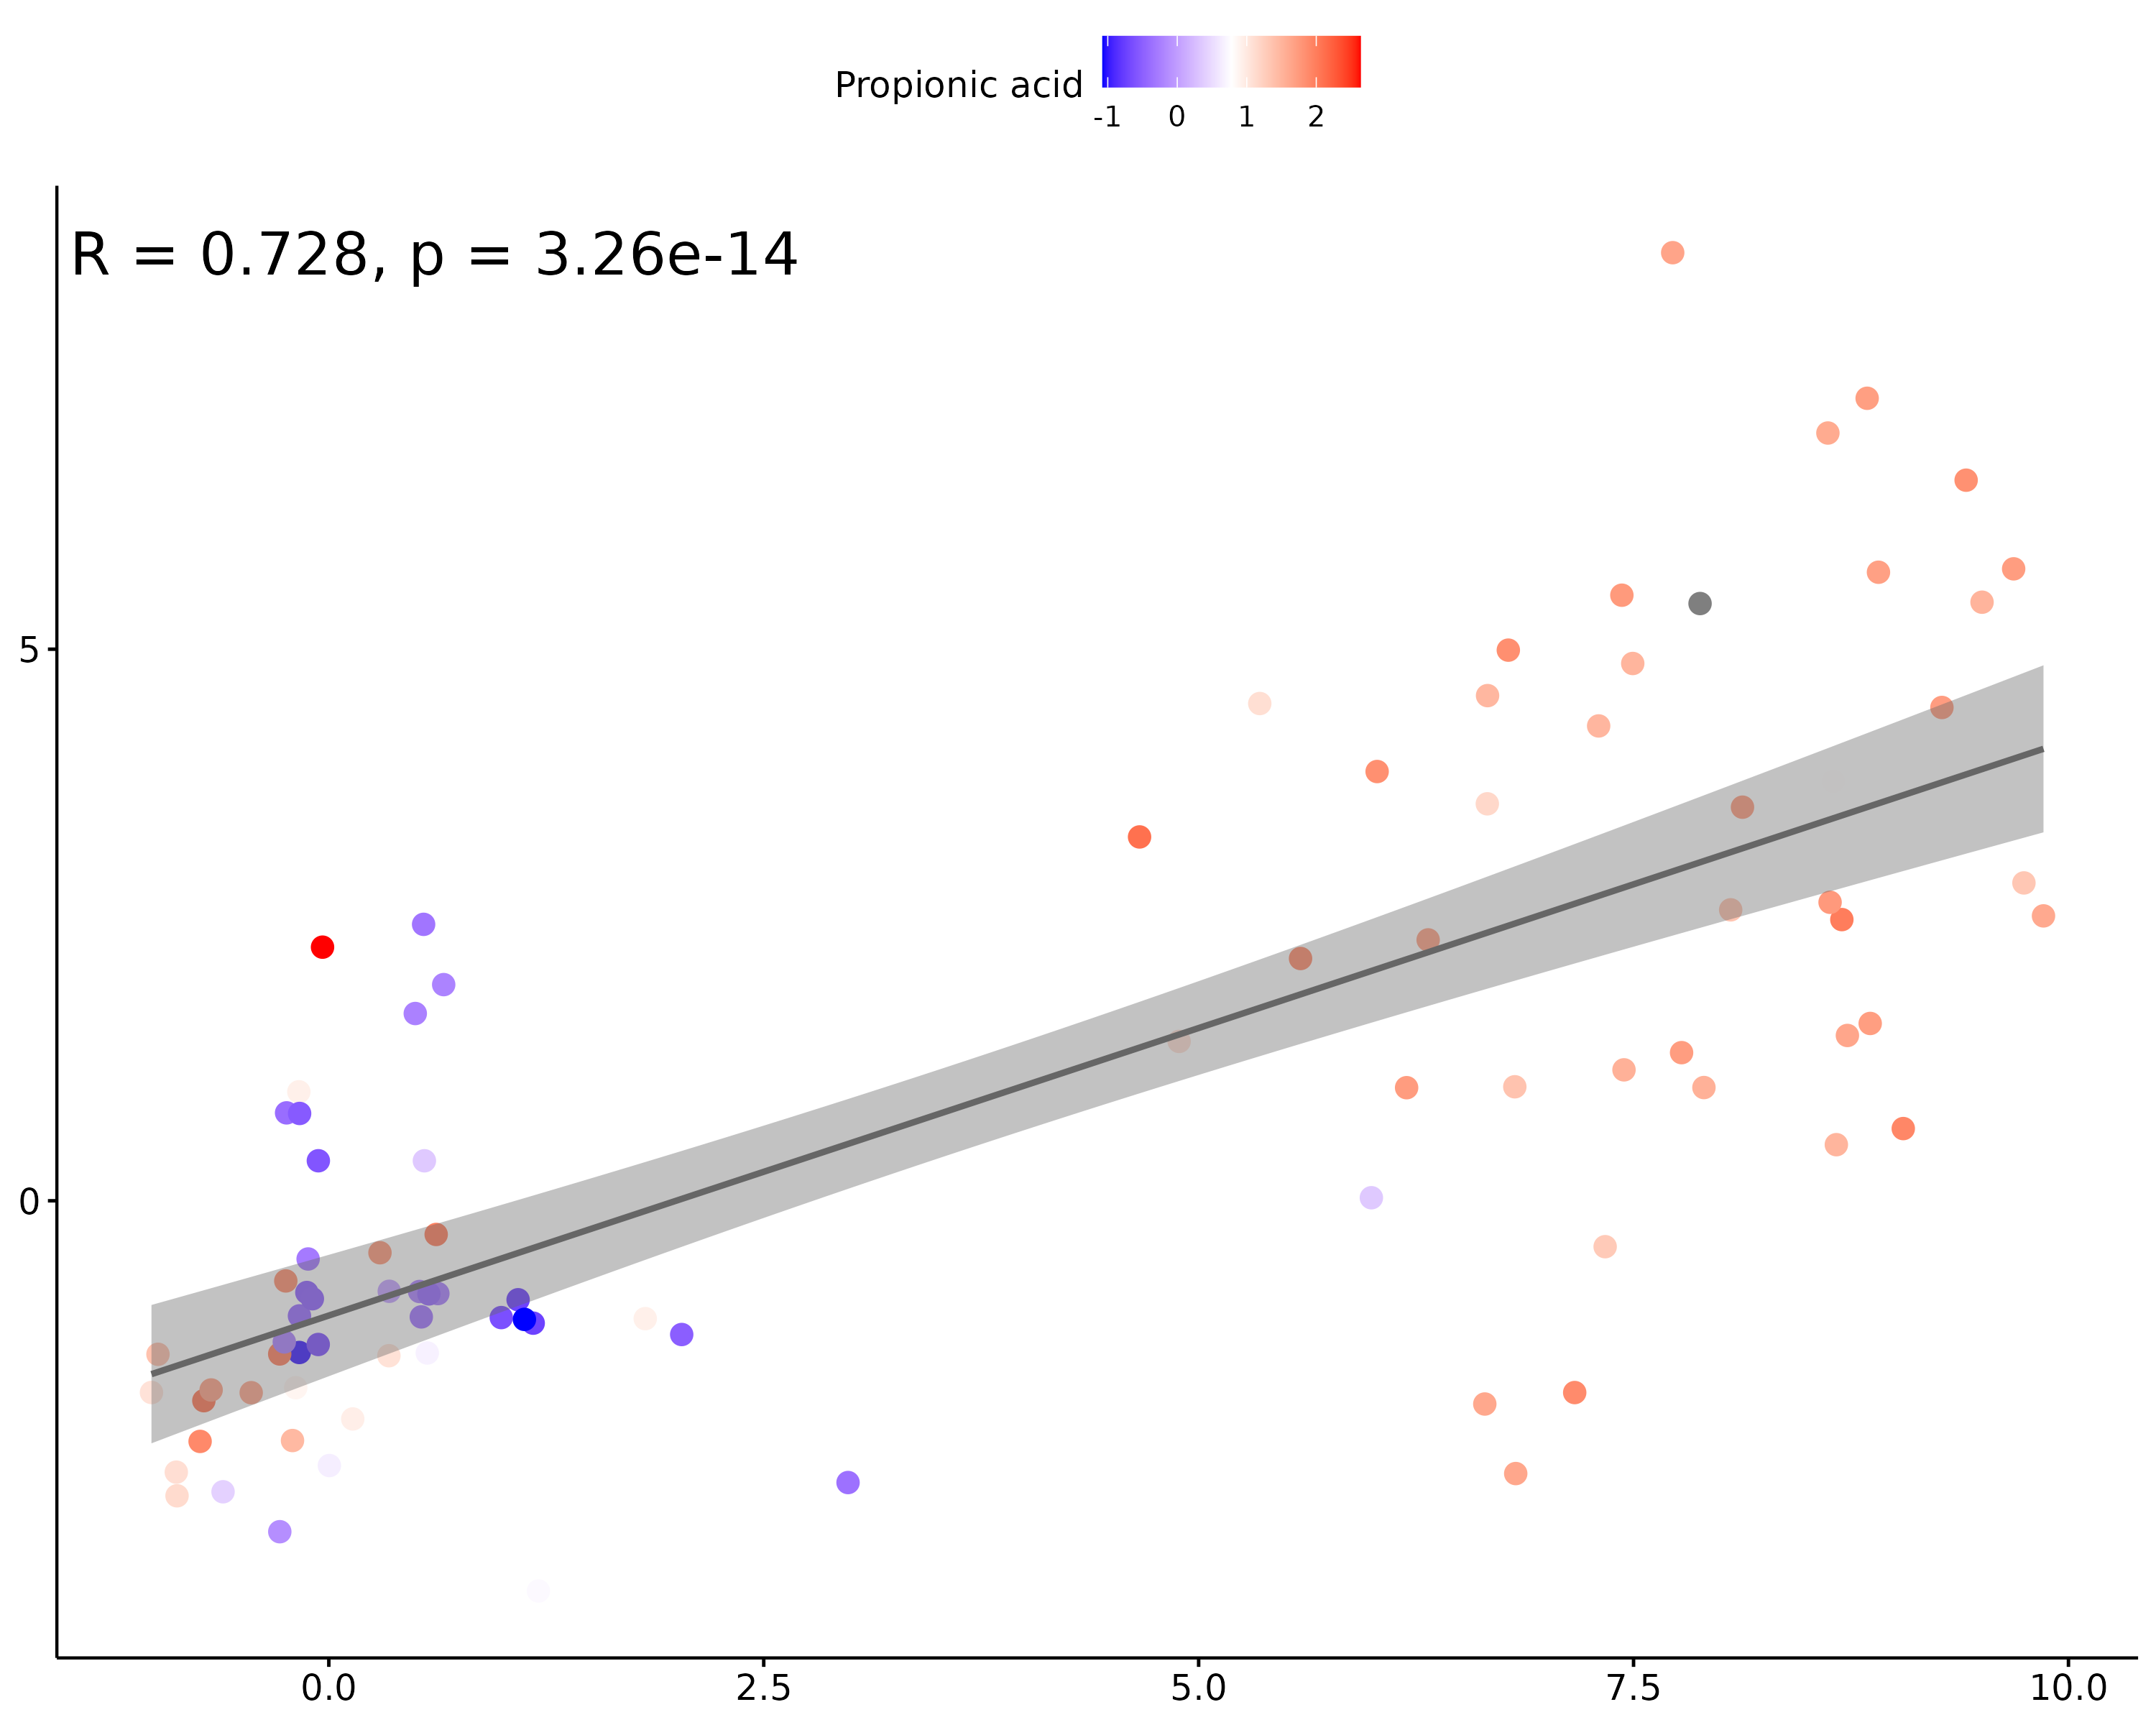 Propionic acid
-1 0 1 2
R = 0.728, p = 3.26e-14
5
0
0.0 2.5 5.0 7.5 10.0